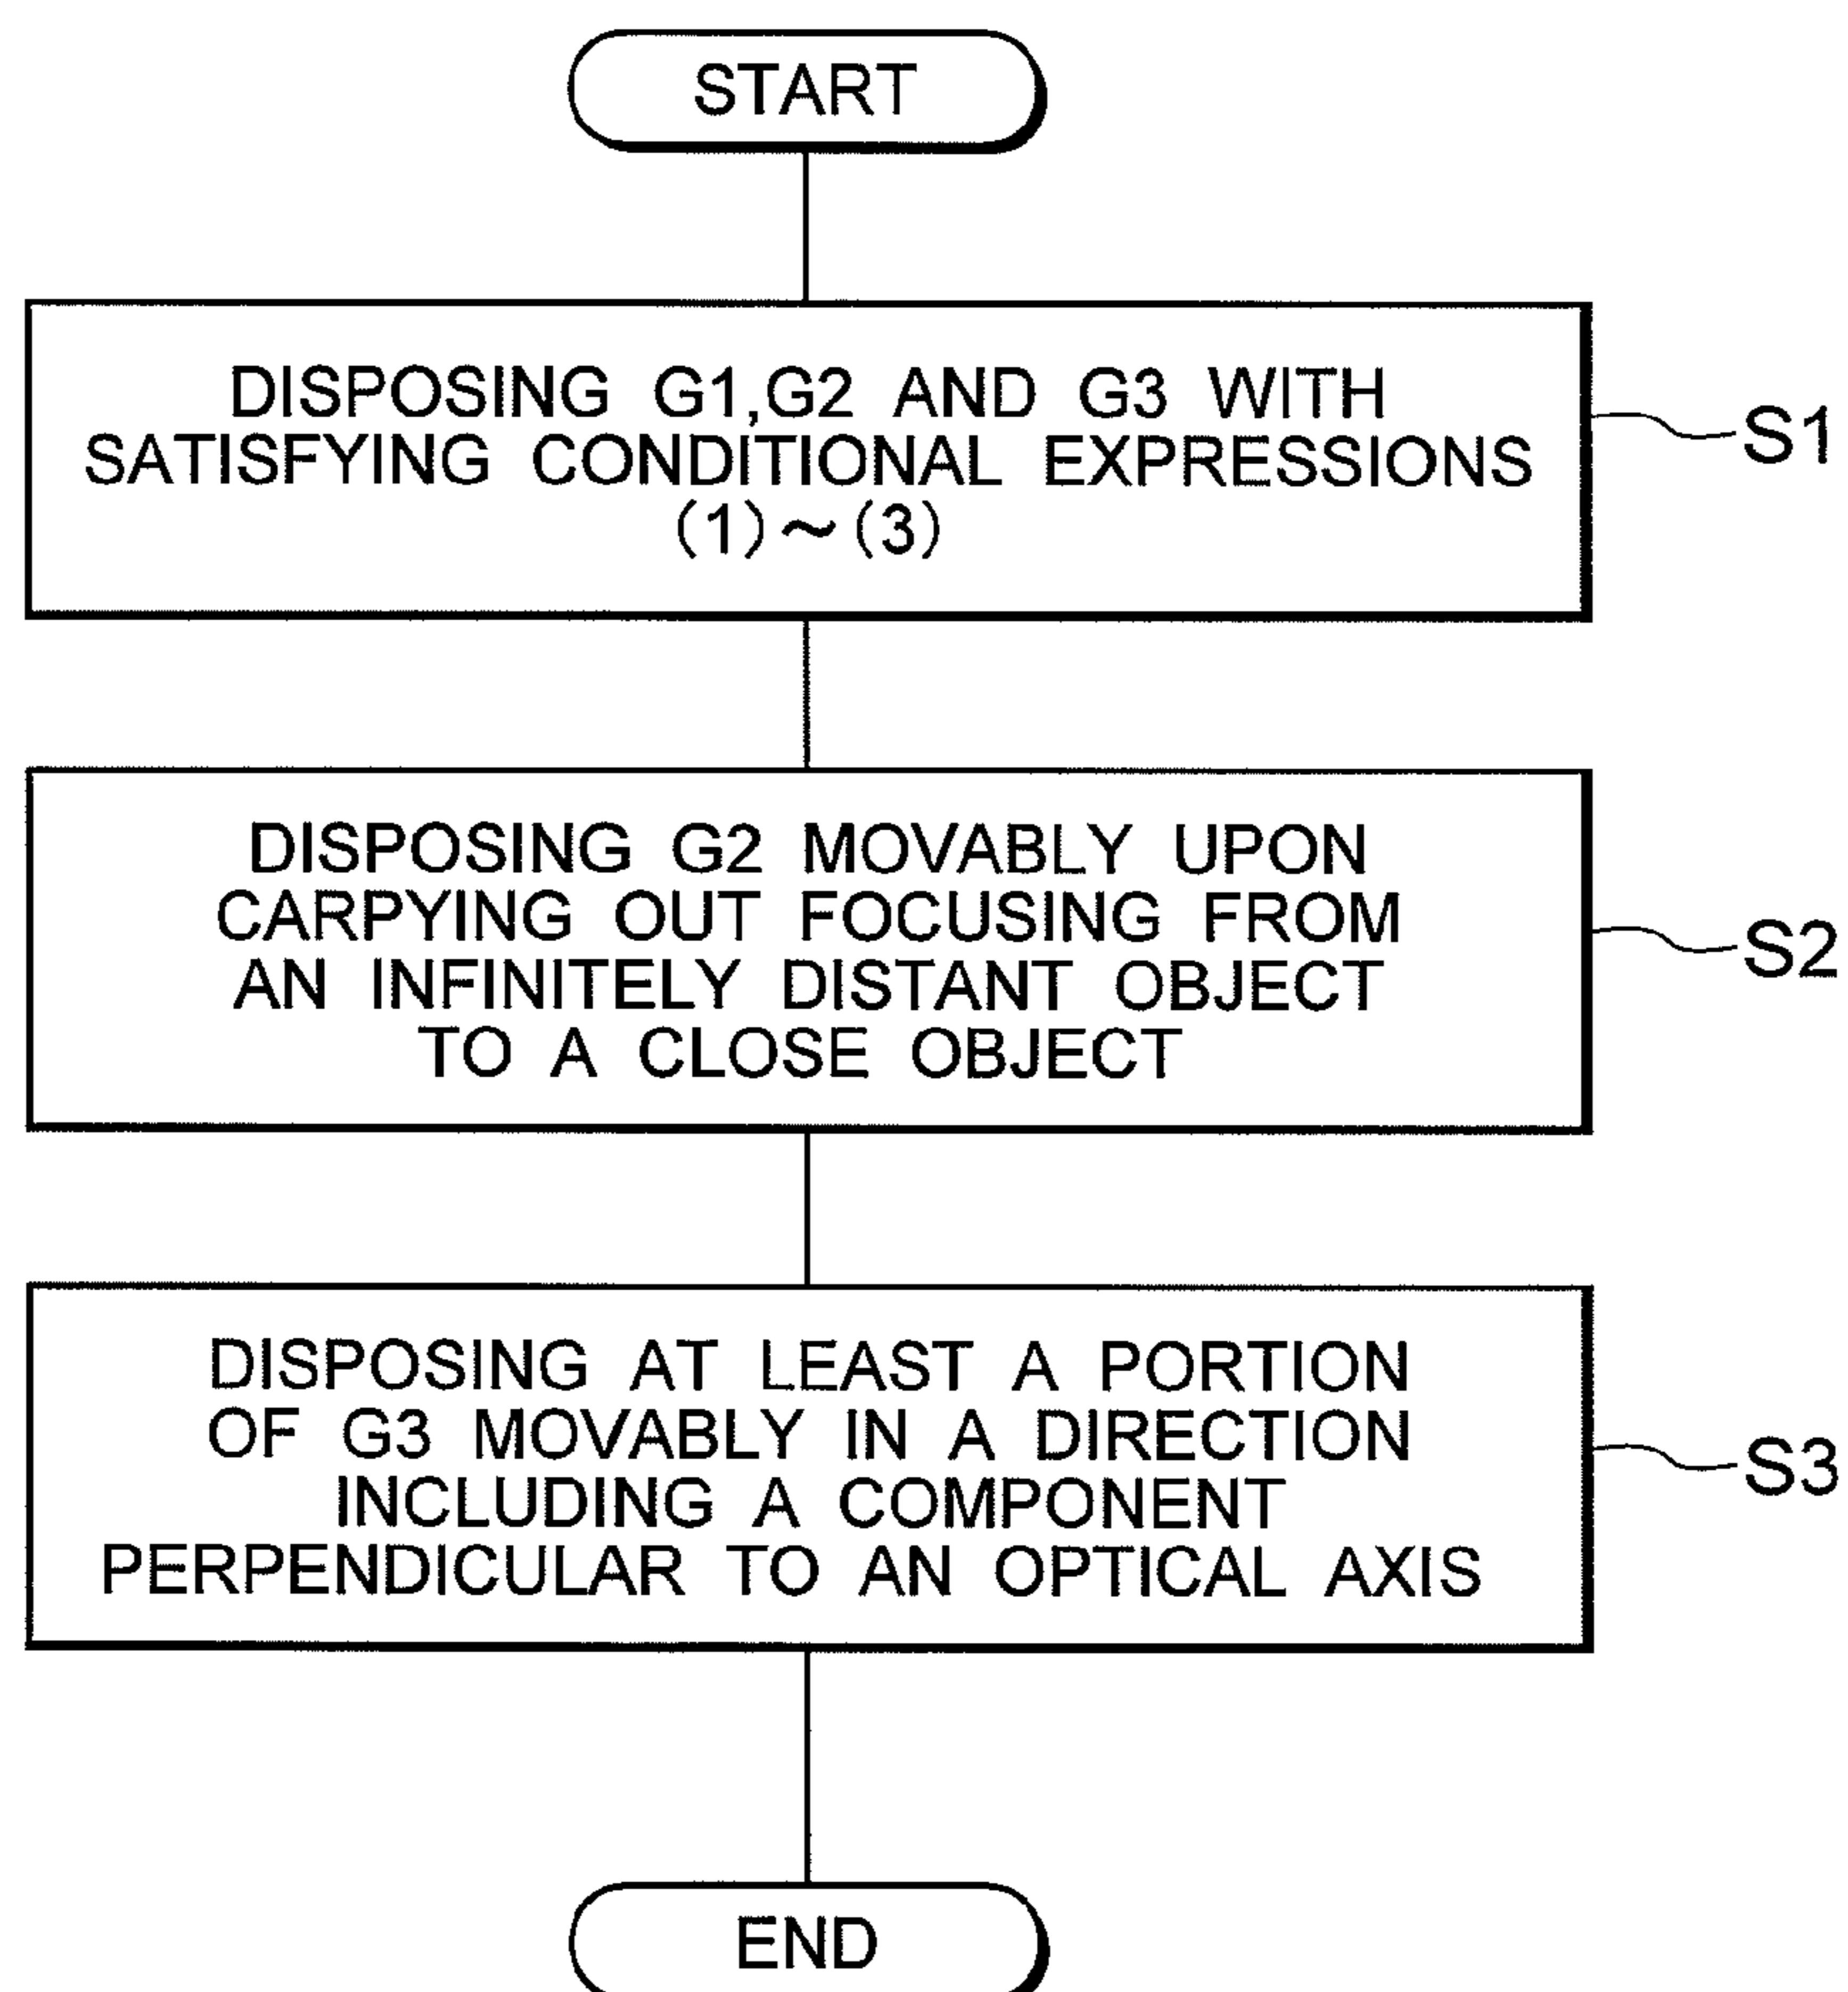 START
DISPOSING G1,G2 AND G3 WITH
SATISFYING CONDITIONAL EXPRESSIONS
(1)~(3)
S1
DISPOSING G2 MOVABLY UPON
CARPYING OUT FOCUSING FROM
AN INFINITELY DISTANT OBJECT
TO A CLOSE OBJECT
S2
DISPOSING AT LEAST A PORTION
OF G3 MOVABLY IN A DIRECTION
INCLUDING A COMPONENT
PERPENDICULAR TO AN OPTICAL AXIS
S3
END